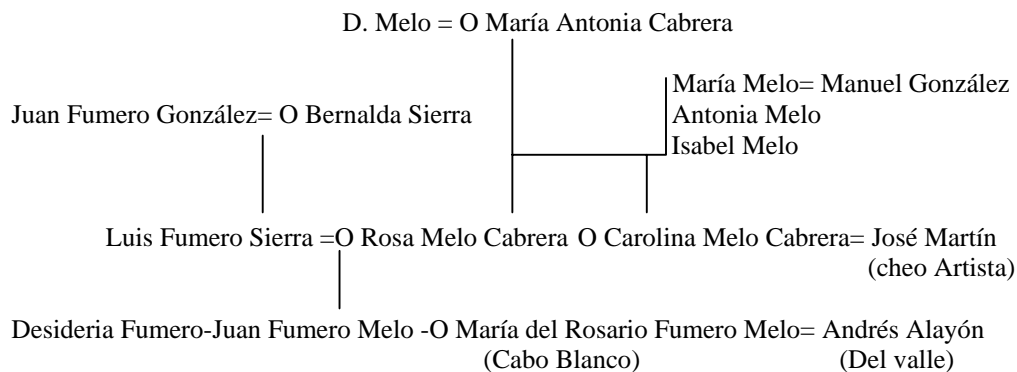 D. Melo = O María Antonia Cabrera
María Melo= Manuel González
Juan Fumero González= O Bernalda Sierra
Antonia Melo
Isabel Melo
Luis Fumero Sierra =O Rosa Melo Cabrera O Carolina Melo Cabrera= José Martín
(cheo Artista)
Desideria Fumero-Juan Fumero Melo -O María del Rosario Fumero Melo= Andrés Alayón
(Cabo Blanco) (Del valle)